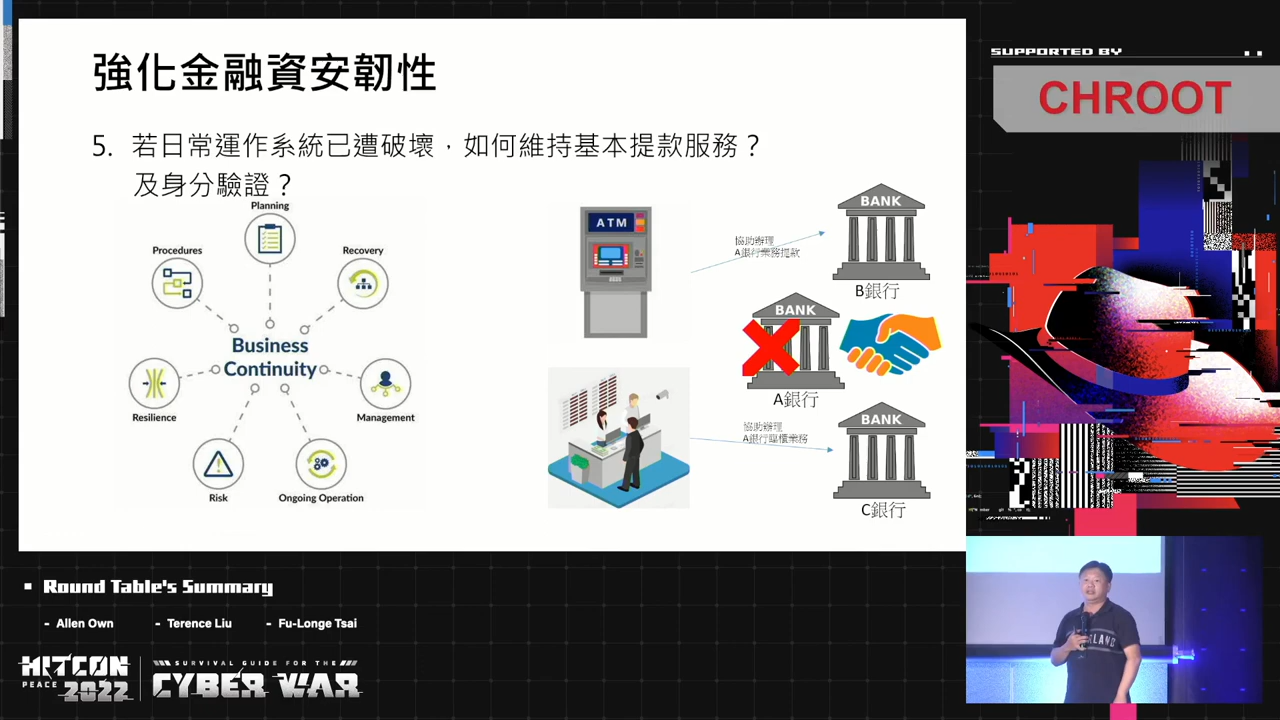 強化金融資安韌性
5. 若日常運作系統已遭破壞，如何維持基本提款服務？
及身分驗證？
Planning
Procedures
Recovery
Business
Continuity
Resilience
Management
Risk
Ongoing Operation
ATM
協助辦理
A銀行業務提款
BANK
B銀行
BANK
A銀行
協助辦理
A銀行臨櫃業務
BANK
C銀行
SUPPORTED BY
CHROOT
Round Table's Summary
- Allen Own
- Terence Liu
- Fu-Longe Tsai
HITCON
PEACE 2022
SURVIVAL GUIDE FOR THE
CYBER WAR